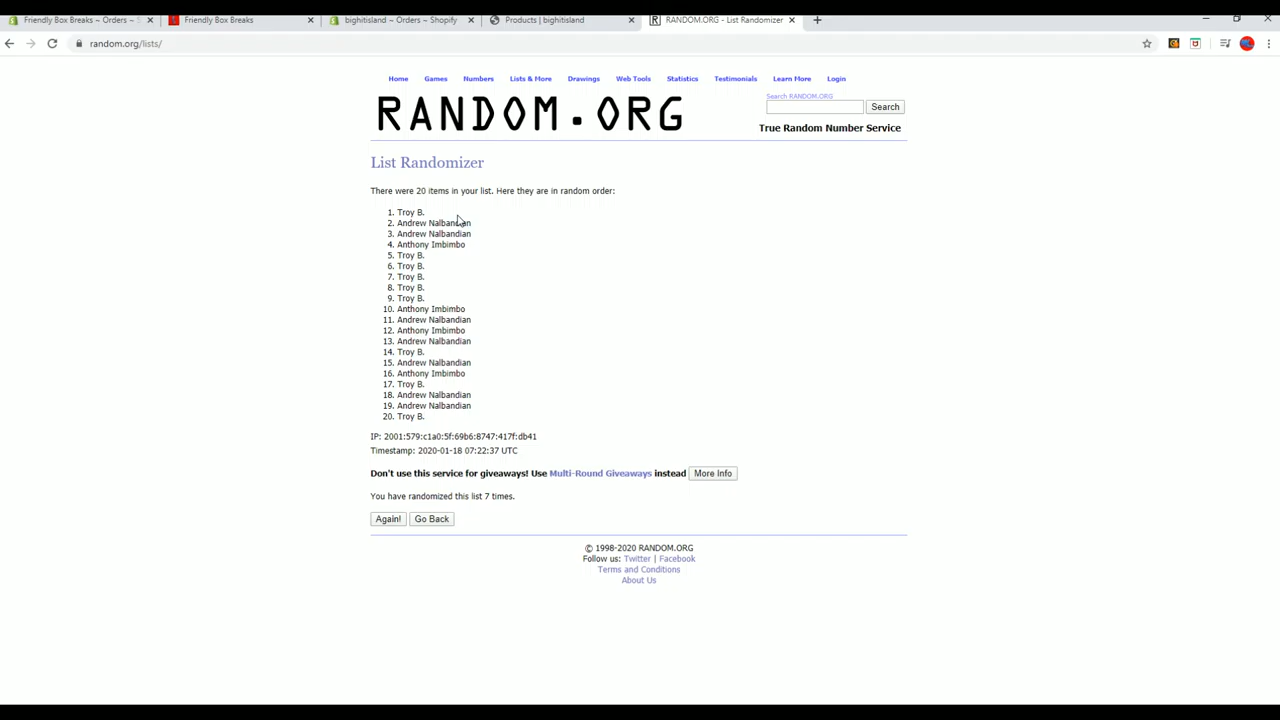 Friendly Box Breaks ~ Orders ~ S
Friendly Box Breaks
bighitisland ~ Orders ~ Shopify
Products | bighitisland
RANDOM.ORG - List Randomizer
random.org/lists/
Home Games Numbers Lists & More Drawings Web Tools Statistics Testimonials Learn More Login
RANDOM.ORG
Search RANDOM.ORG
Search
True Random Number Service
List Randomizer
There were 20 items in your list. Here they are in random order:
1. Troy B.
2. Andrew Nalbandian
3. Andrew Nalbandian
4. Anthony Imbimbo
5. Troy B.
6. Troy B.
7. Troy B.
8. Troy B.
9. Troy B.
10. Anthony Imbimbo
11. Andrew Nalbandian
12. Anthony Imbimbo
13. Andrew Nalbandian
14. Troy B.
15. Andrew Nalbandian
16. Anthony Imbimbo
17. Troy B.
18. Andrew Nalbandian
19. Andrew Nalbandian
20. Troy B.
IP: 2001:579:c1a0:5f:69b6:8747:417f:db41
Timestamp: 2020-01-18 07:22:37 UTC
Don't use this service for giveaways! Use Multi-Round Giveaways instead More Info
You have randomized this list 7 times.
Again! Go Back
© 1998-2020 RANDOM.ORG
Follow us: Twitter | Facebook
Terms and Conditions
About Us